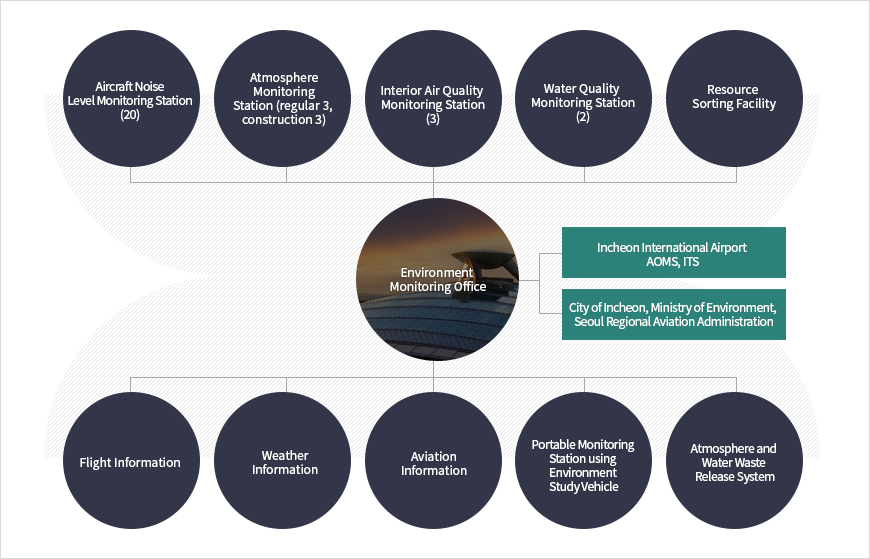 Aircraft Noise
Level Monitoring Station
(20)
Atmosphere
Monitoring
Station (regular 3,
construction 3)
Interior Air Quality
Monitoring Station
(3)
Water Quality
Monitoring Station
(2)
Resource
Sorting Facility
Environment
Monitoring Office
Incheon International Airport
AOMS, ITS
City of Incheon, Ministry of Environment,
Seoul Regional Aviation Administration
Flight Information
Weather
Information
Aviation
Information
Portable Monitoring
Station using
Environment
Study Vehicle
Atmosphere and
Water Waste
Release System